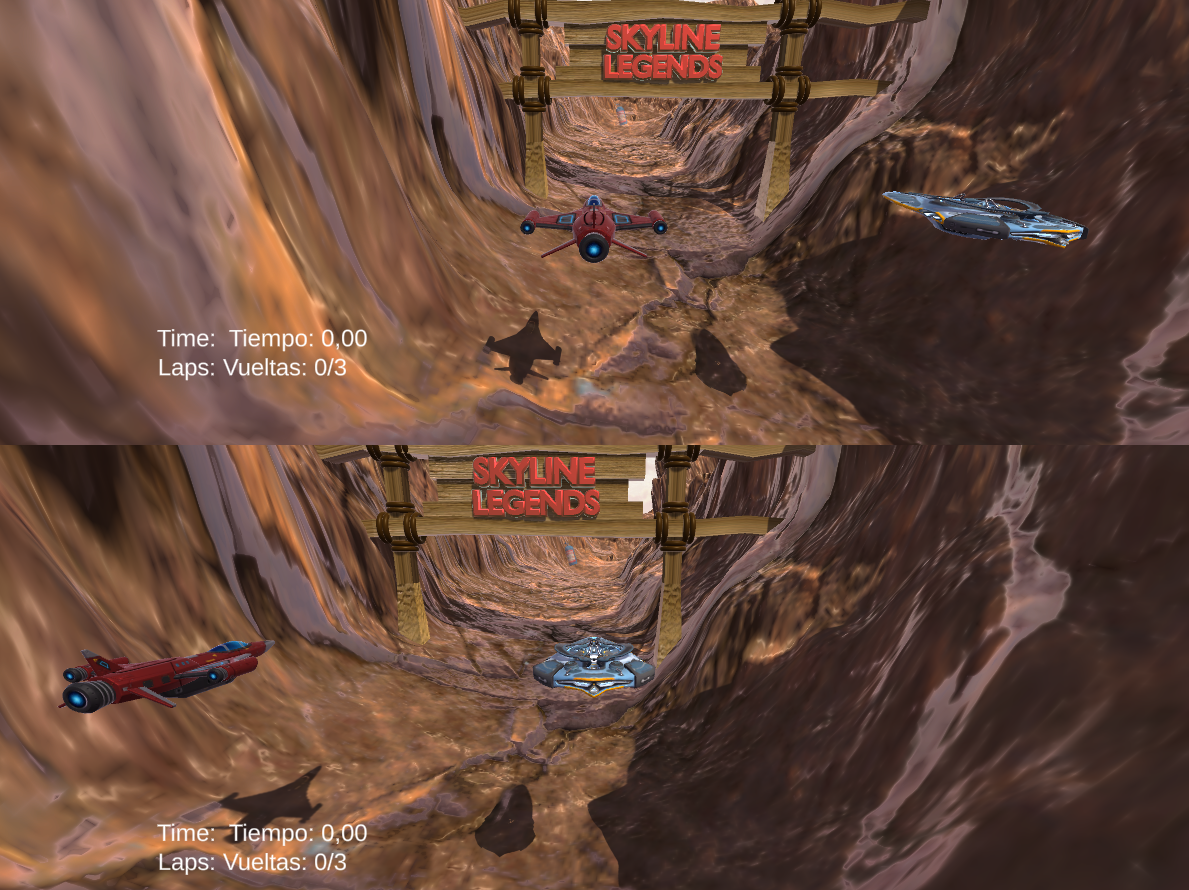 SKYLINE
LEGENDS
Time:  Tiempo: 0,00
Laps: Vueltas: 0/3
SKYLINE
LEGENDS
Time:  Tiempo: 0,00
Laps: Vueltas: 0/3